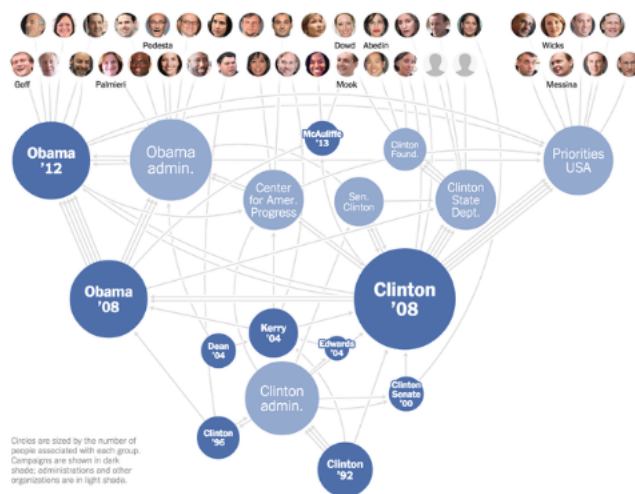 Podesta
Dowd
Abedin
Wicks
Goff
Palmieri
Mook
Messina
Obama
'12
Obama
admin.
McAuliffe
'13
Clinton
Found.
Priorities
USA
Center
for Amer.
Progress
Sen.
Clinton
Clinton
State
Dept.
Obama
'08
Clinton
'08
Kerry
'04
Dean
'04
Edwards
'04
Clinton
admin.
Clinton
Senate
'00
Clinton
'96
Clinton
'92
Circles are sized by the number of
people associated with each group.
Campaigns are shown in dark
shade; administrations and other
organizations are in light shade.